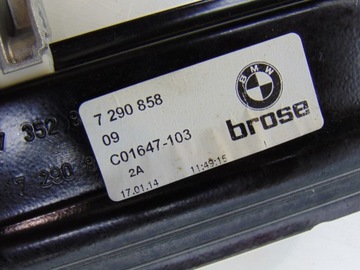 BMW
7 290 858
09
brose
C01647-103
2A
17.01.14 11:49:15
7 352
7 290